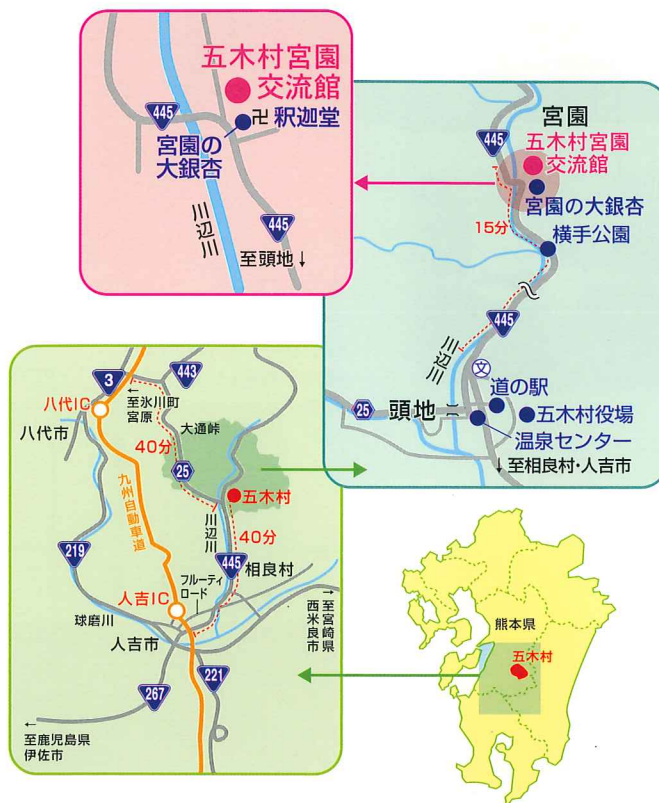 五木村宮園
交流館
445
卍 釈迦堂
宮園の
大銀杏
川辺川
445
至頭地↓
宮園
445
五木村宮園
交流館
宮園の大銀杏
15分
横手公園
445
川辺川
文
道の駅
25
頭地
五木村役場
温泉センター
↓至相良村・人吉市
3
443
八代IC
←
至氷川町
宮原
八代市
大通峠
40分
25
九州自動車道
五木村
川辺川
40分
219
445
相良村
フルーティ
ロード
人吉IC
球磨川
人吉市
→
至宮崎県
西米良市
221
267
←
至鹿児島県
伊佐市
熊本県
五木村